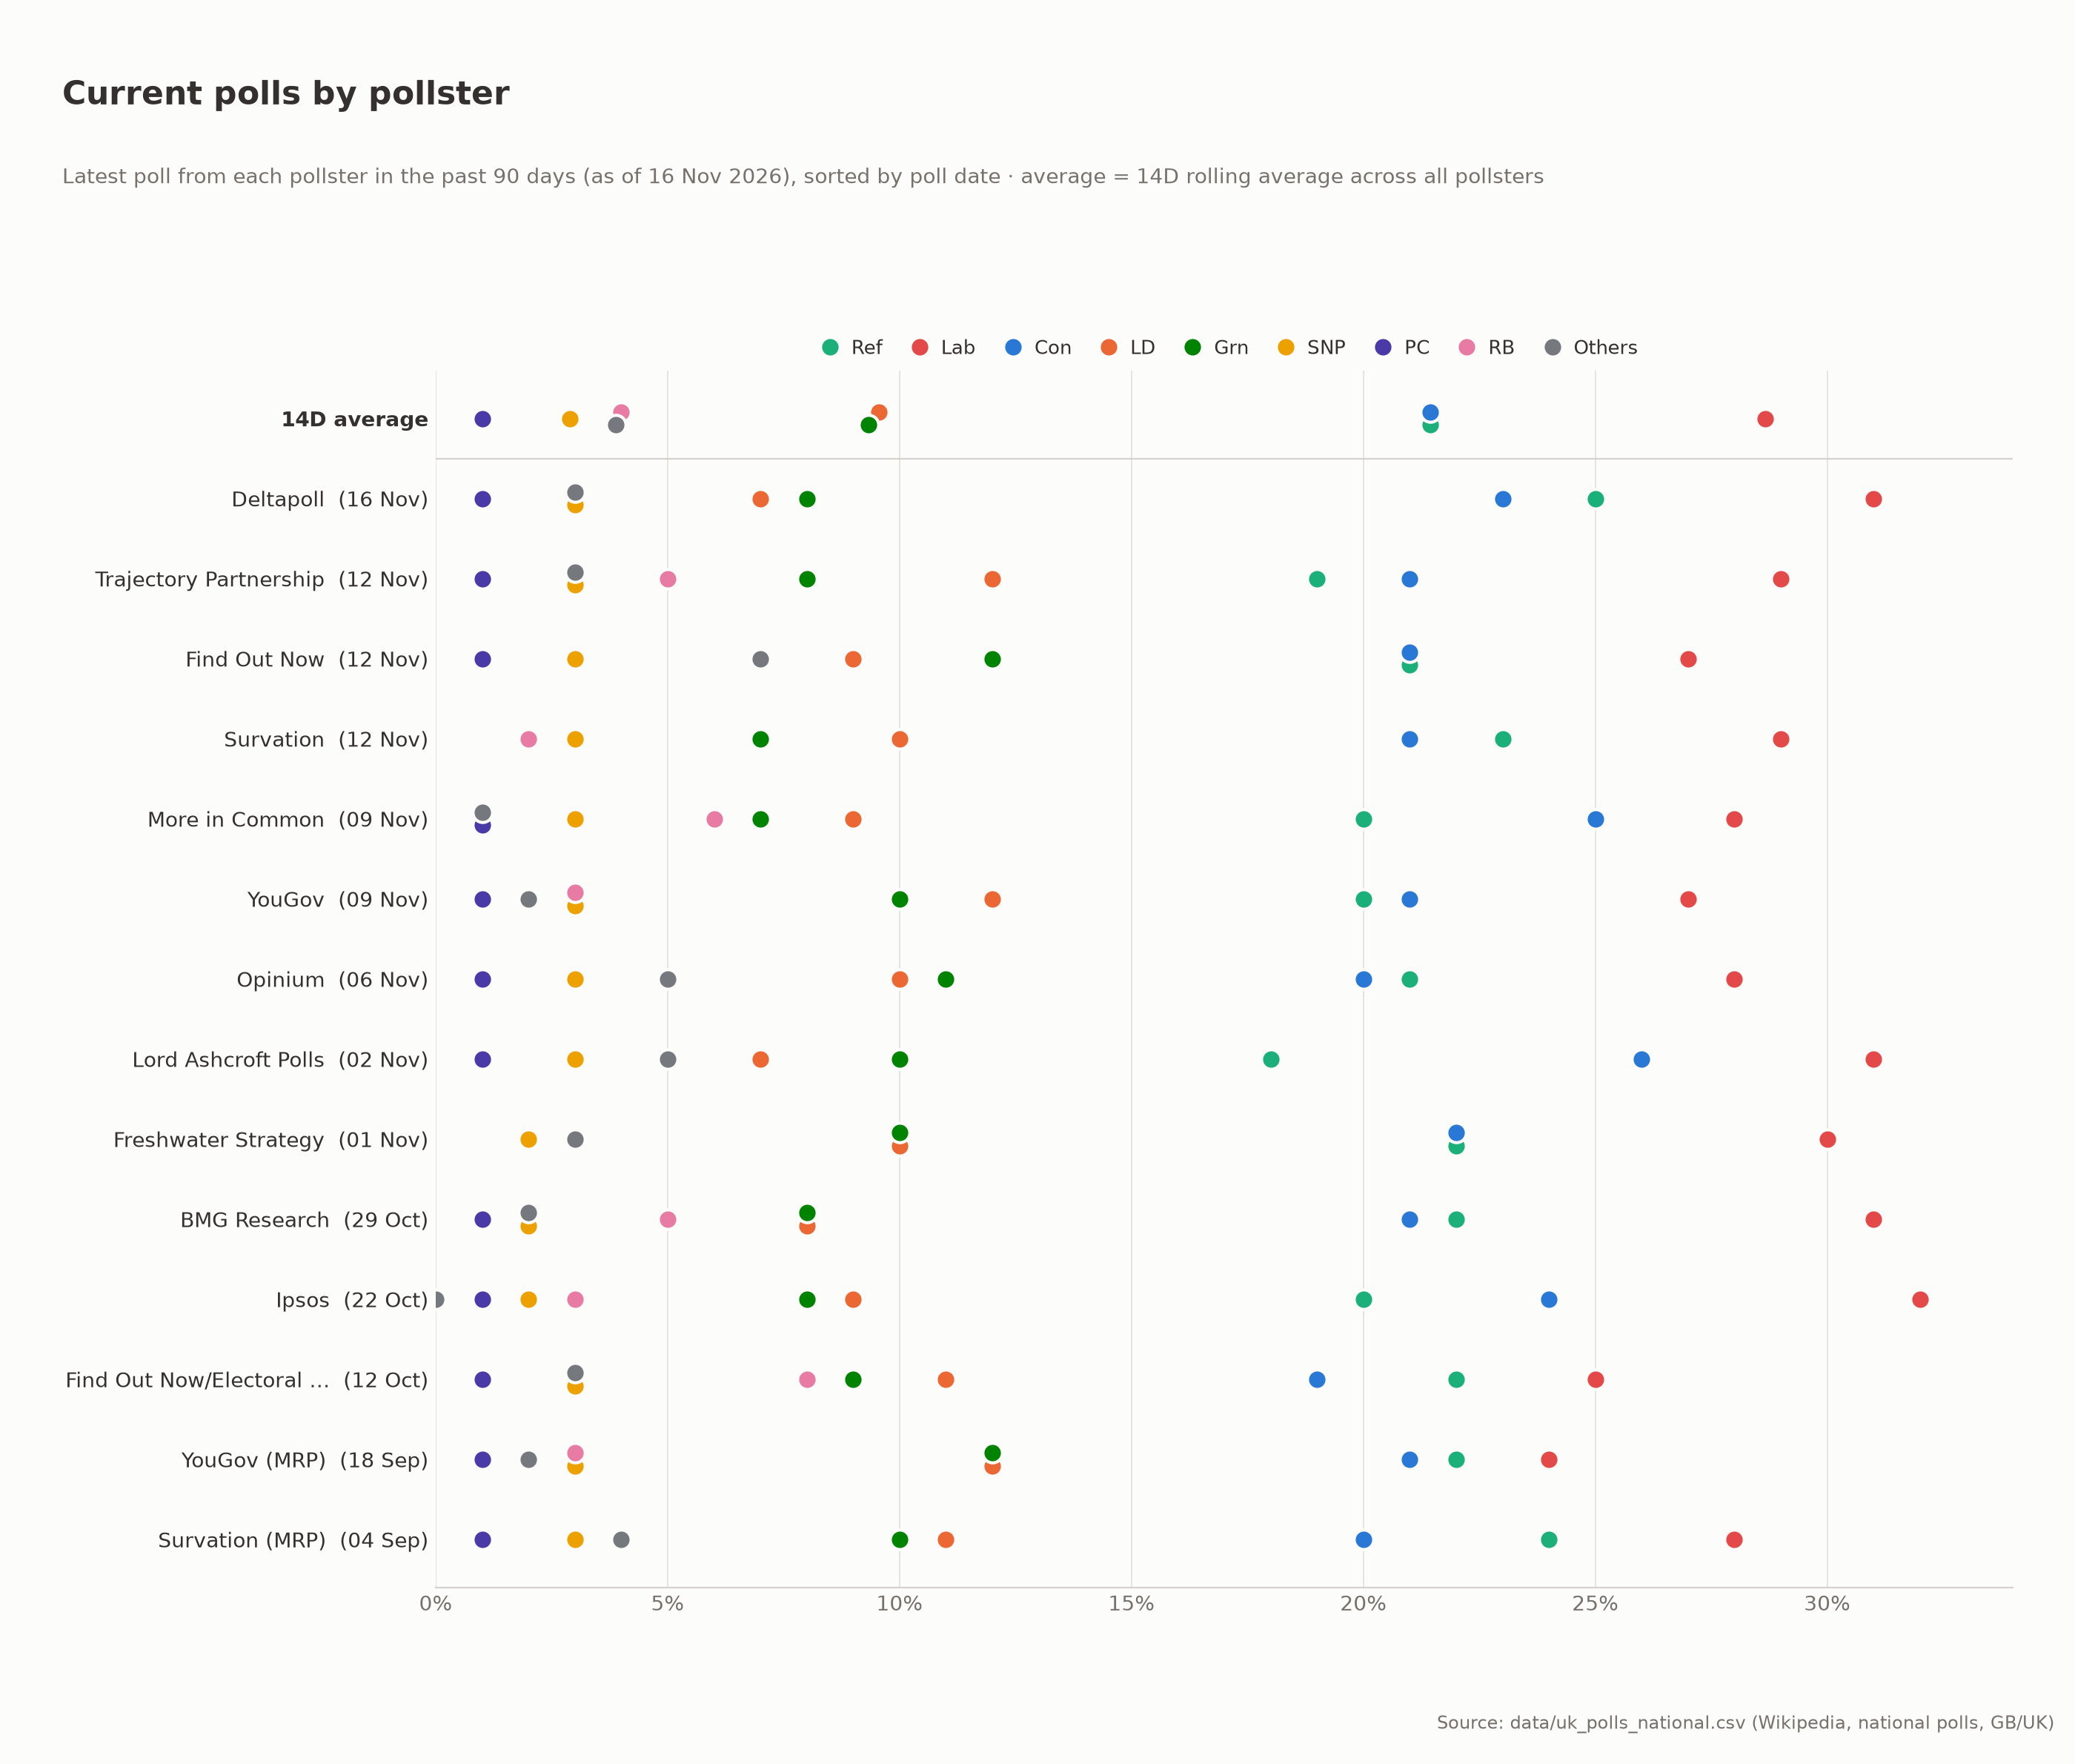 Current polls by pollster
Latest poll from each pollster in the past 90 days (as of 16 Nov 2026), sorted by poll date · average = 14D rolling average across all pollsters
Ref Lab Con LD Grn SNP PC RB Others
14D average
Deltapoll (16 Nov)
Trajectory Partnership (12 Nov)
Find Out Now (12 Nov)
Survation (12 Nov)
More in Common (09 Nov)
YouGov (09 Nov)
Opinium (06 Nov)
Lord Ashcroft Polls (02 Nov)
Freshwater Strategy (01 Nov)
BMG Research (29 Oct)
Ipsos (22 Oct)
Find Out Now/Electoral … (12 Oct)
YouGov (MRP) (18 Sep)
Survation (MRP) (04 Sep)
0% 5% 10% 15% 20% 25% 30%
Source: data/uk_polls_national.csv (Wikipedia, national polls, GB/UK)